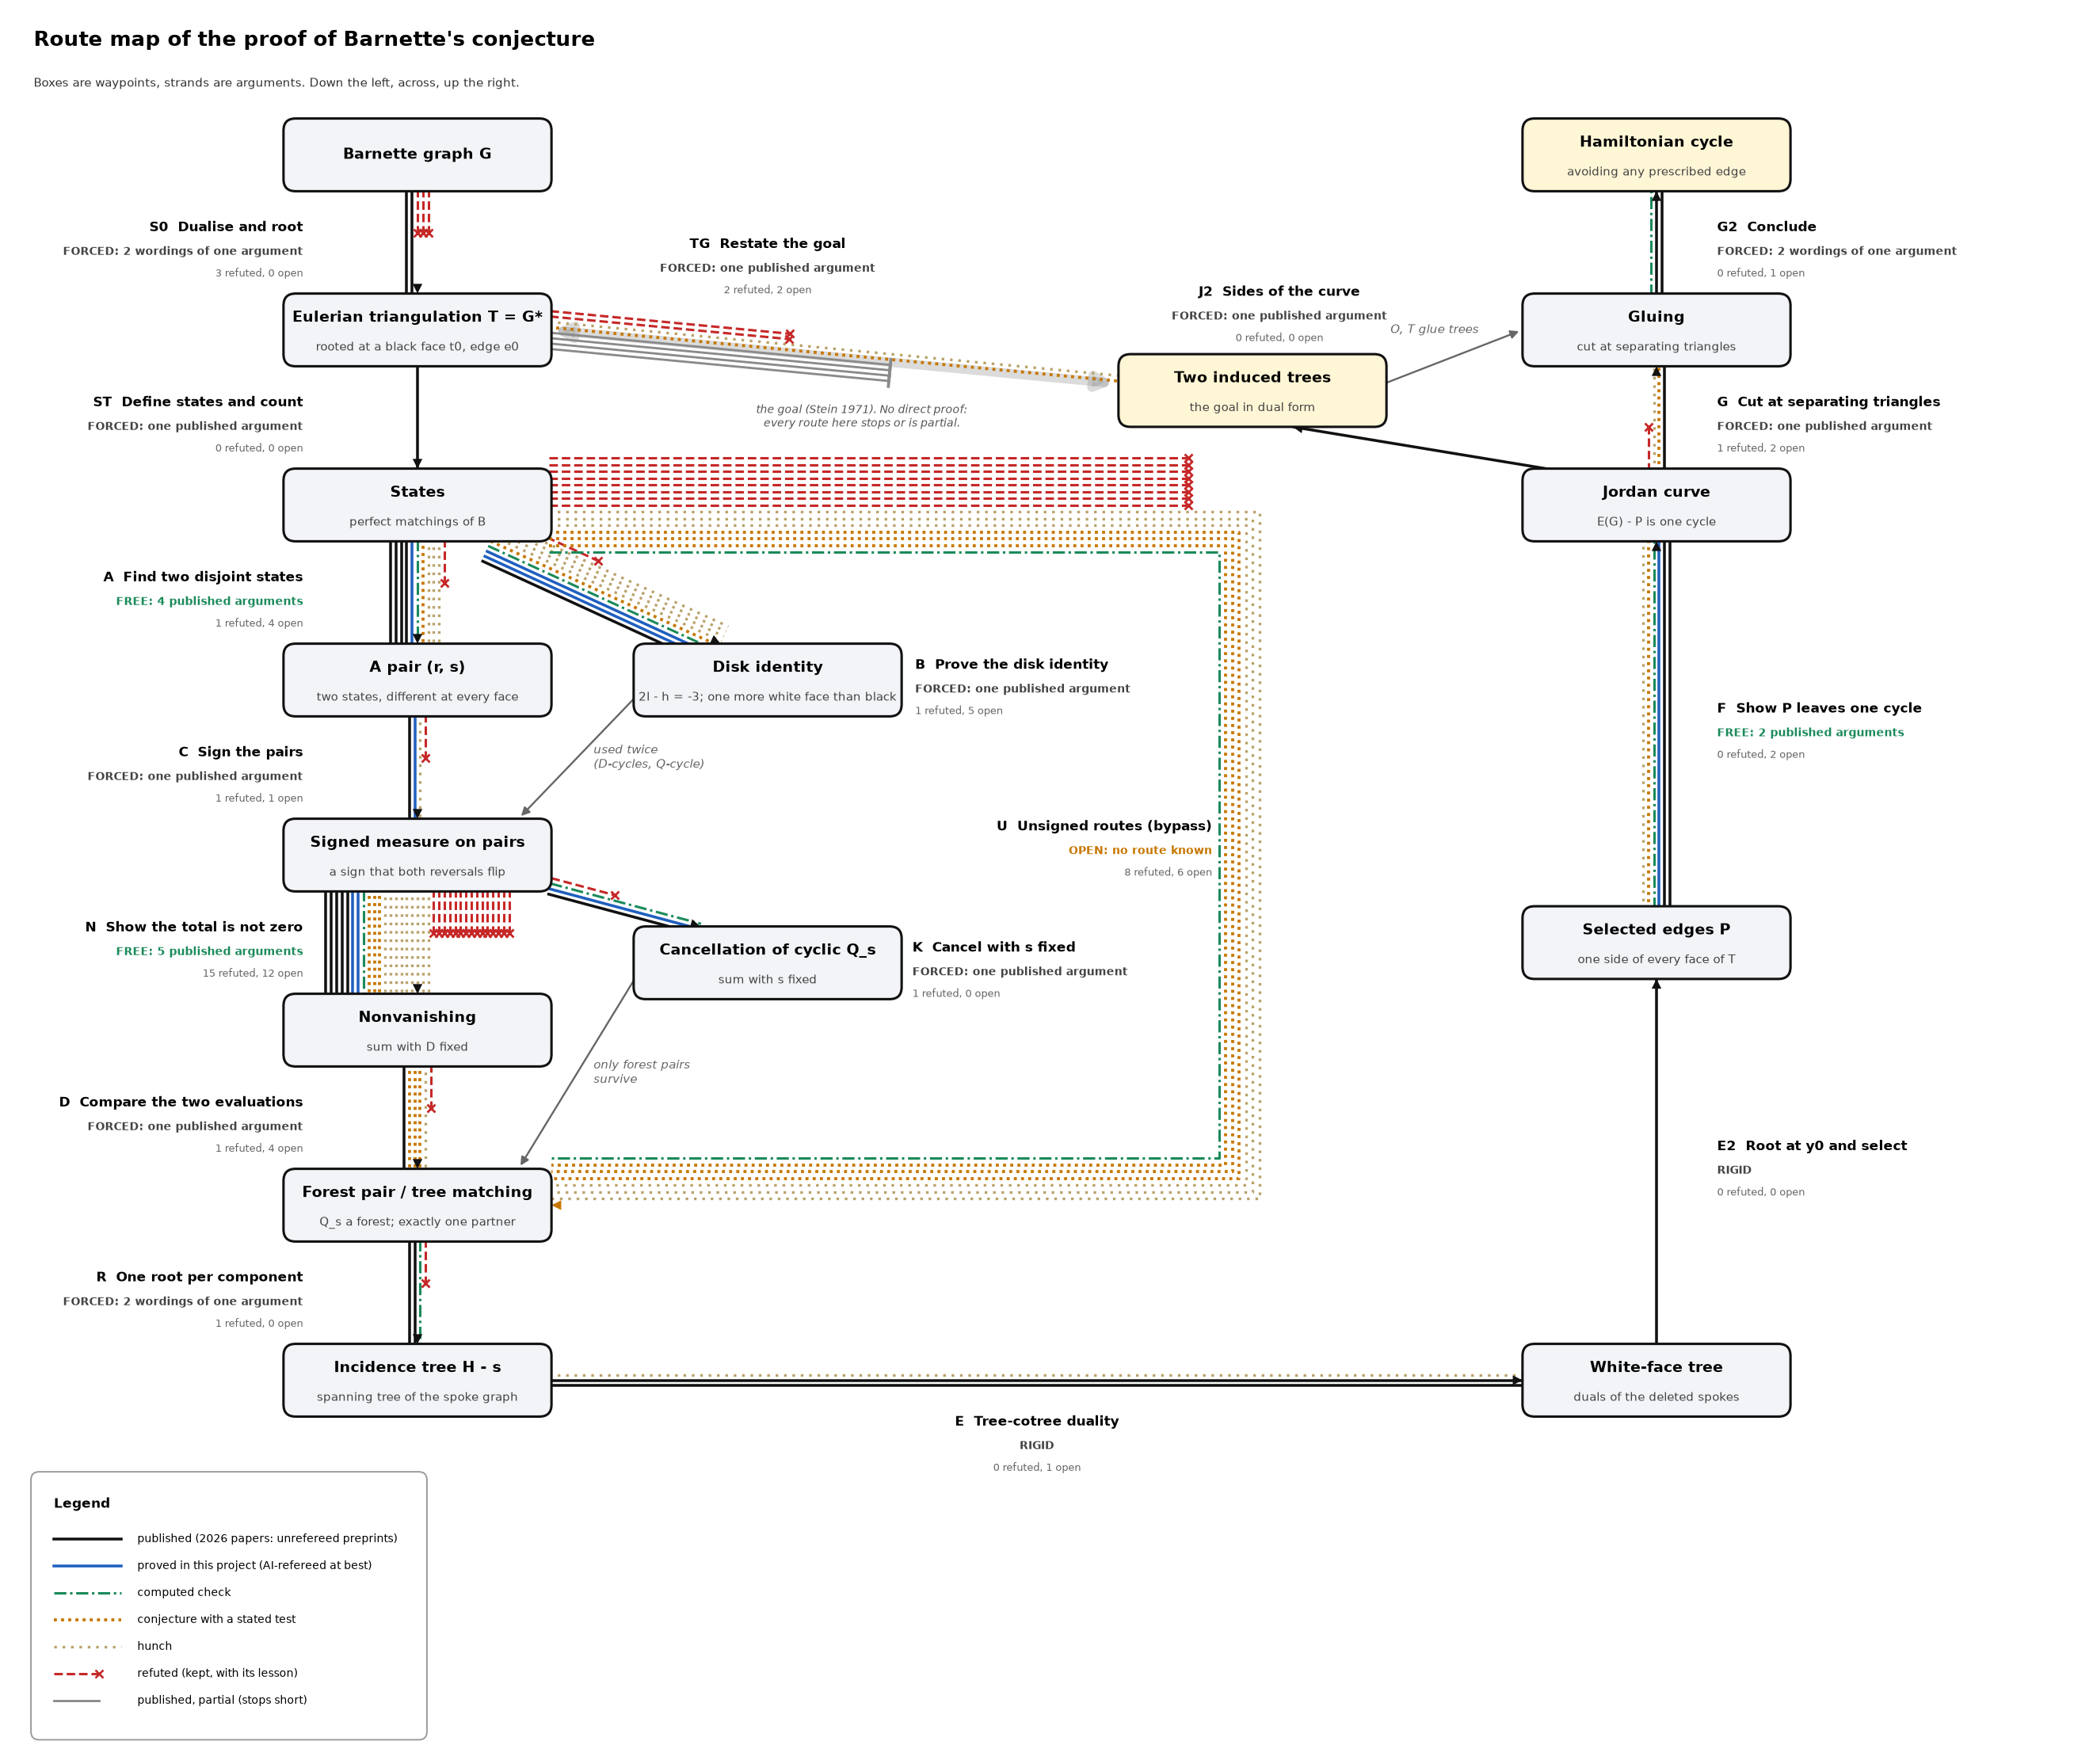 Route map of the proof of Barnette's conjecture
Boxes are waypoints, strands are arguments. Down the left, across, up the right.
Barnette graph G
Hamiltonian cycle
avoiding any prescribed edge
S0 Dualise and root
FORCED: 2 wordings of one argument
3 refuted, 0 open
TG Restate the goal
FORCED: one published argument
2 refuted, 2 open
G2 Conclude
FORCED: 2 wordings of one argument
0 refuted, 1 open
J2 Sides of the curve
FORCED: one published argument
0 refuted, 0 open
O, T glue trees
Eulerian triangulation T = G*
rooted at a black face t0, edge e0
Gluing
cut at separating triangles
Two induced trees
the goal in dual form
ST Define states and count
FORCED: one published argument
0 refuted, 0 open
the goal (Stein 1971). No direct proof:
every route here stops or is partial.
G Cut at separating triangles
FORCED: one published argument
1 refuted, 2 open
States
perfect matchings of B
Jordan curve
E(G) - P is one cycle
A Find two disjoint states
FREE: 4 published arguments
1 refuted, 4 open
A pair (r, s)
two states, different at every face
Disk identity
2I - h = -3; one more white face than black
B Prove the disk identity
FORCED: one published argument
1 refuted, 5 open
F Show P leaves one cycle
FREE: 2 published arguments
0 refuted, 2 open
C Sign the pairs
FORCED: one published argument
1 refuted, 1 open
used twice
(D-cycles, Q-cycle)
Signed measure on pairs
a sign that both reversals flip
U Unsigned routes (bypass)
OPEN: no route known
8 refuted, 6 open
N Show the total is not zero
FREE: 5 published arguments
15 refuted, 12 open
Cancellation of cyclic Q_s
sum with s fixed
K Cancel with s fixed
FORCED: one published argument
1 refuted, 0 open
Selected edges P
one side of every face of T
Nonvanishing
sum with D fixed
only forest pairs
survive
D Compare the two evaluations
FORCED: one published argument
1 refuted, 4 open
E2 Root at y0 and select
RIGID
0 refuted, 0 open
Forest pair / tree matching
Q_s a forest; exactly one partner
R One root per component
FORCED: 2 wordings of one argument
1 refuted, 0 open
Incidence tree H - s
spanning tree of the spoke graph
White-face tree
duals of the deleted spokes
E Tree-cotree duality
RIGID
0 refuted, 1 open
Legend
published (2026 papers: unrefereed preprints)
proved in this project (AI-refereed at best)
computed check
conjecture with a stated test
hunch
refuted (kept, with its lesson)
published, partial (stops short)